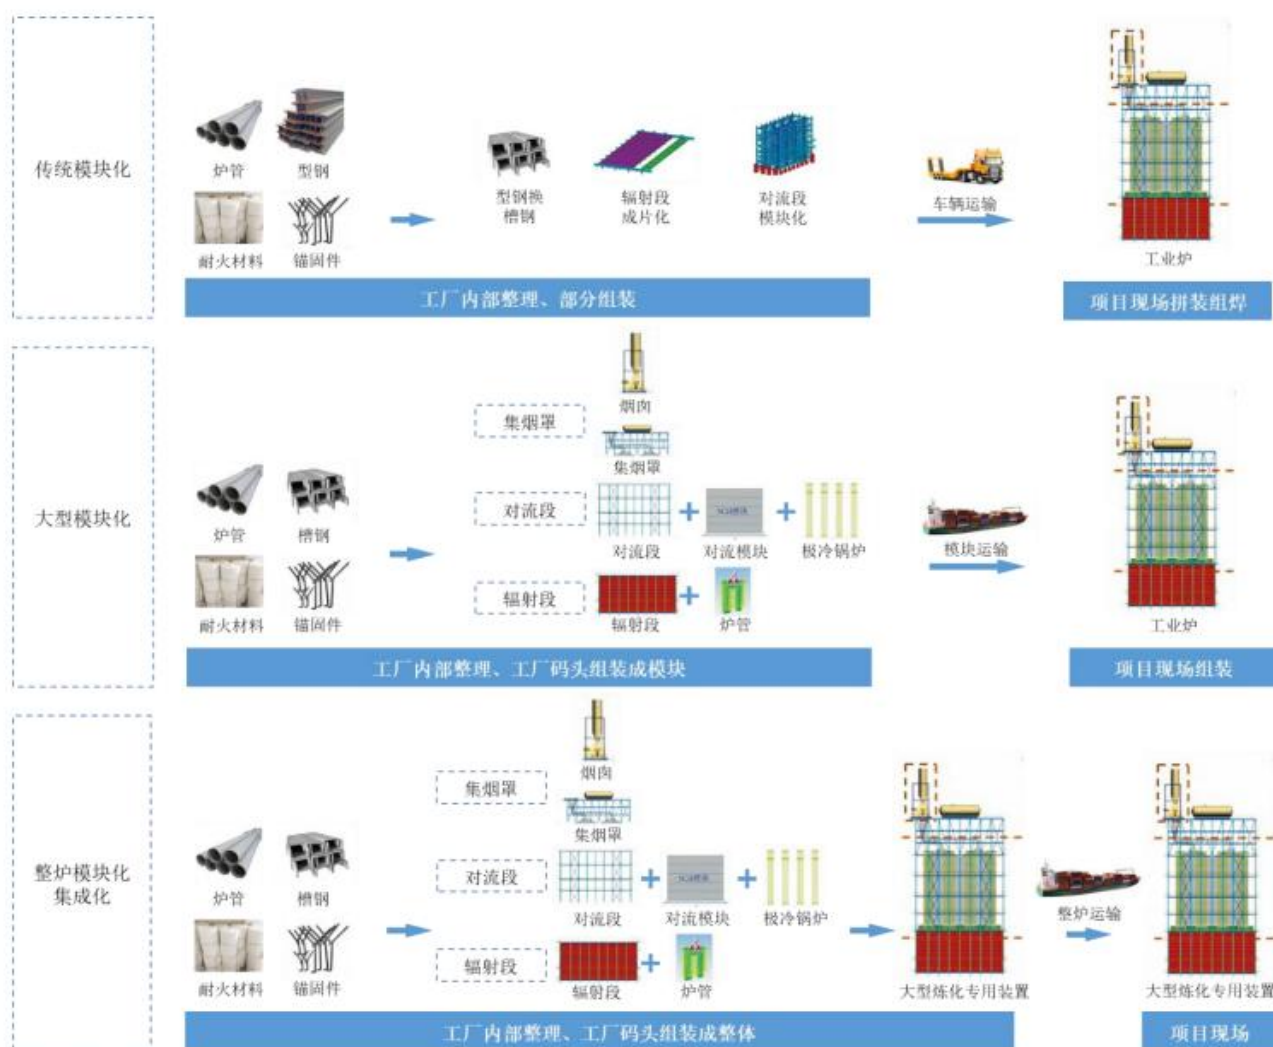 传统模块化
炉管
型钢
耐火材料
锚固件
型钢换
槽钢
辐射段
成片化
对流段
模块化
车辆运输
工业炉
工厂内部整理、部分组装
项目现场拼装组焊
大型模块化
炉管
槽钢
耐火材料
锚固件
集烟罩
烟囱
集烟罩
对流段
对流段
+
对流模块
+
极冷锅炉
辐射段
辐射段
+
炉管
模块运输
工业炉
工厂内部整理、工厂码头组装成模块
项目现场组装
整炉模块化
集成化
炉管
槽钢
耐火材料
锚固件
集烟罩
烟囱
集烟罩
对流段
对流段
+
对流模块
+
极冷锅炉
辐射段
辐射段
+
炉管
大型炼化专用装置
整炉运输
大型炼化专用装置
工厂内部整理、工厂码头组装成整体
项目现场